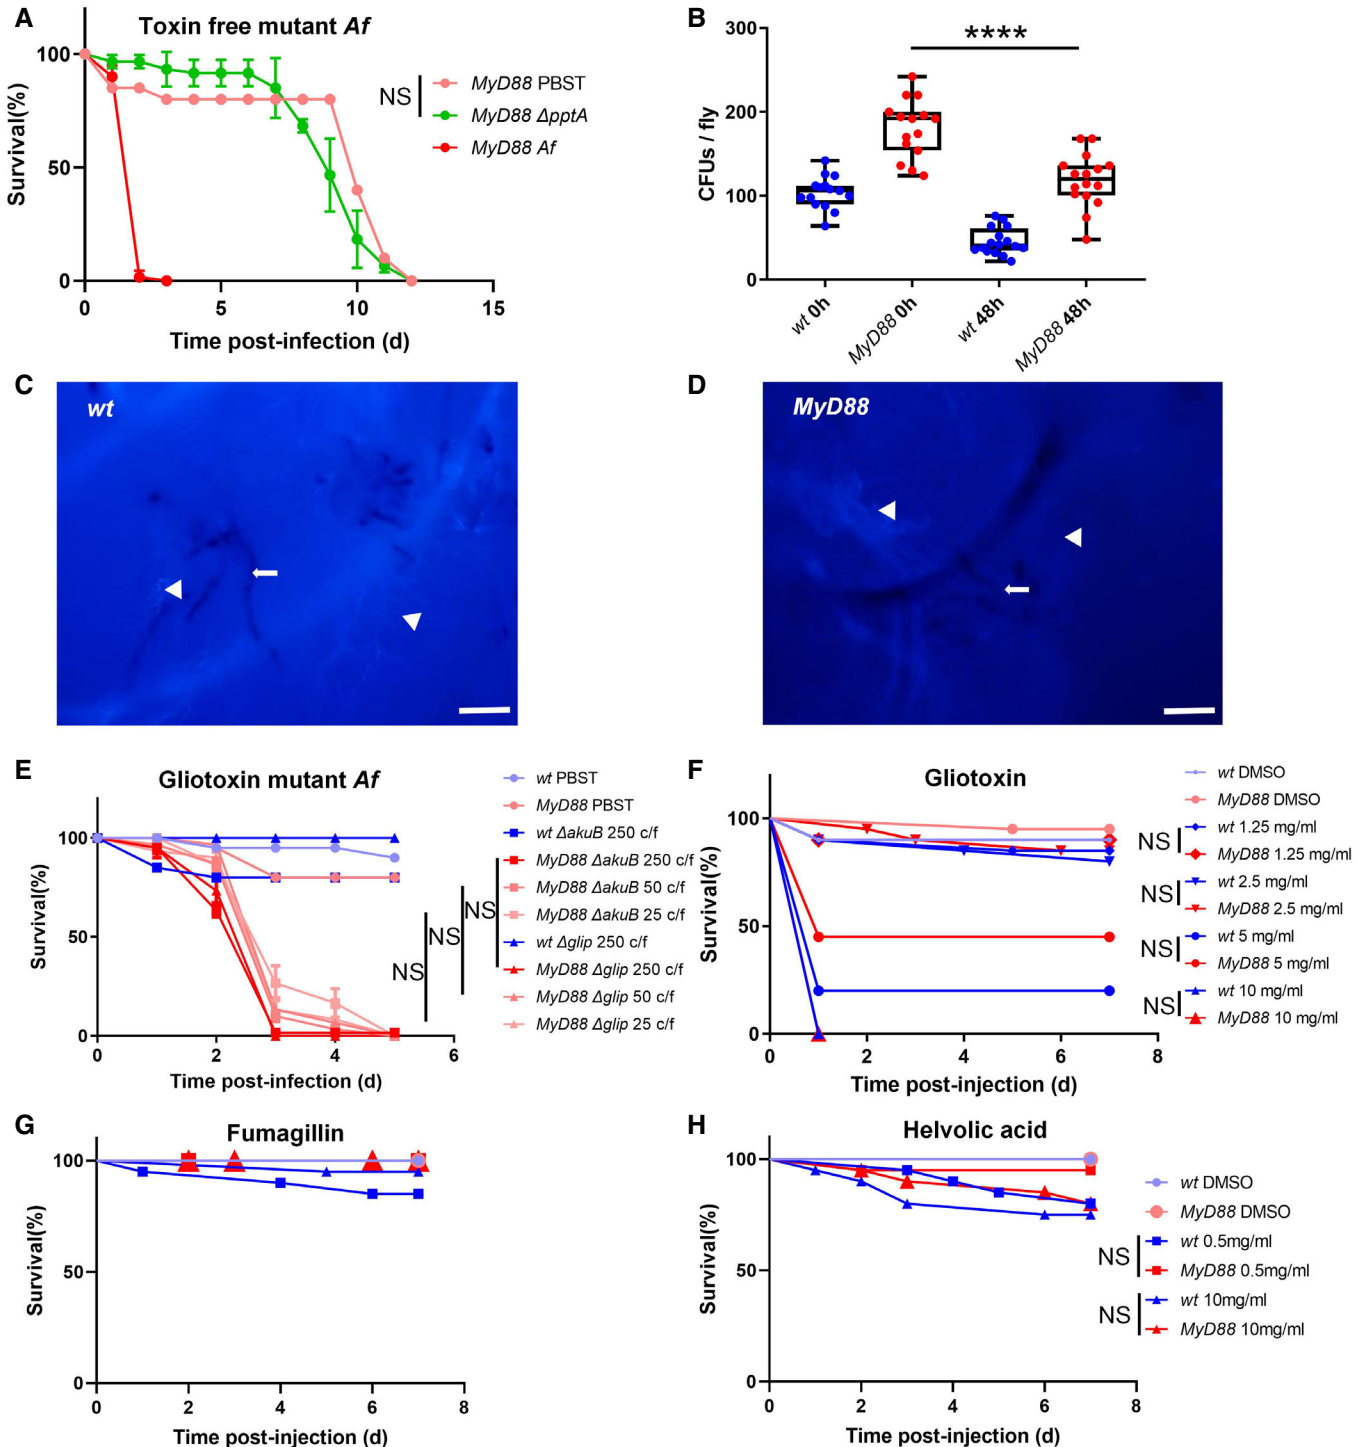 A
Toxin free mutant Af
Survival(%)
100
50
0
0
5
10
15
Time post-infection (d)
NS
MyD88 PBST
MyD88 ΔpptA
MyD88 Af
B
****
CFUs / fly
300
200
100
0
wt 0h
MyD88 0h
wt 48h
MyD88 48h
C
wt
D
MyD88
E
Gliotoxin mutant Af
Survival(%)
100
50
0
0
2
4
6
Time post-infection (d)
NS
NS
NS
wt PBST
MyD88 PBST
wt ΔakuB 250 c/f
MyD88 ΔakuB 250 c/f
MyD88 ΔakuB 50 c/f
MyD88 ΔakuB 25 c/f
wt Δglip 250 c/f
MyD88 Δglip 250 c/f
MyD88 Δglip 50 c/f
MyD88 Δglip 25 c/f
F
Gliotoxin
Survival(%)
100
50
0
0
2
4
6
8
Time post-injection (d)
wt DMSO
MyD88 DMSO
NS
wt 1.25 mg/ml
MyD88 1.25 mg/ml
NS
wt 2.5 mg/ml
MyD88 2.5 mg/ml
NS
wt 5 mg/ml
MyD88 5 mg/ml
NS
wt 10 mg/ml
MyD88 10 mg/ml
G
Fumagillin
Survival(%)
100
50
0
0
2
4
6
8
Time post-injection (d)
H
Helvolic acid
Survival(%)
100
50
0
0
2
4
6
8
Time post-injection (d)
wt DMSO
MyD88 DMSO
NS
wt 0.5mg/ml
MyD88 0.5mg/ml
NS
wt 10mg/ml
MyD88 10mg/ml